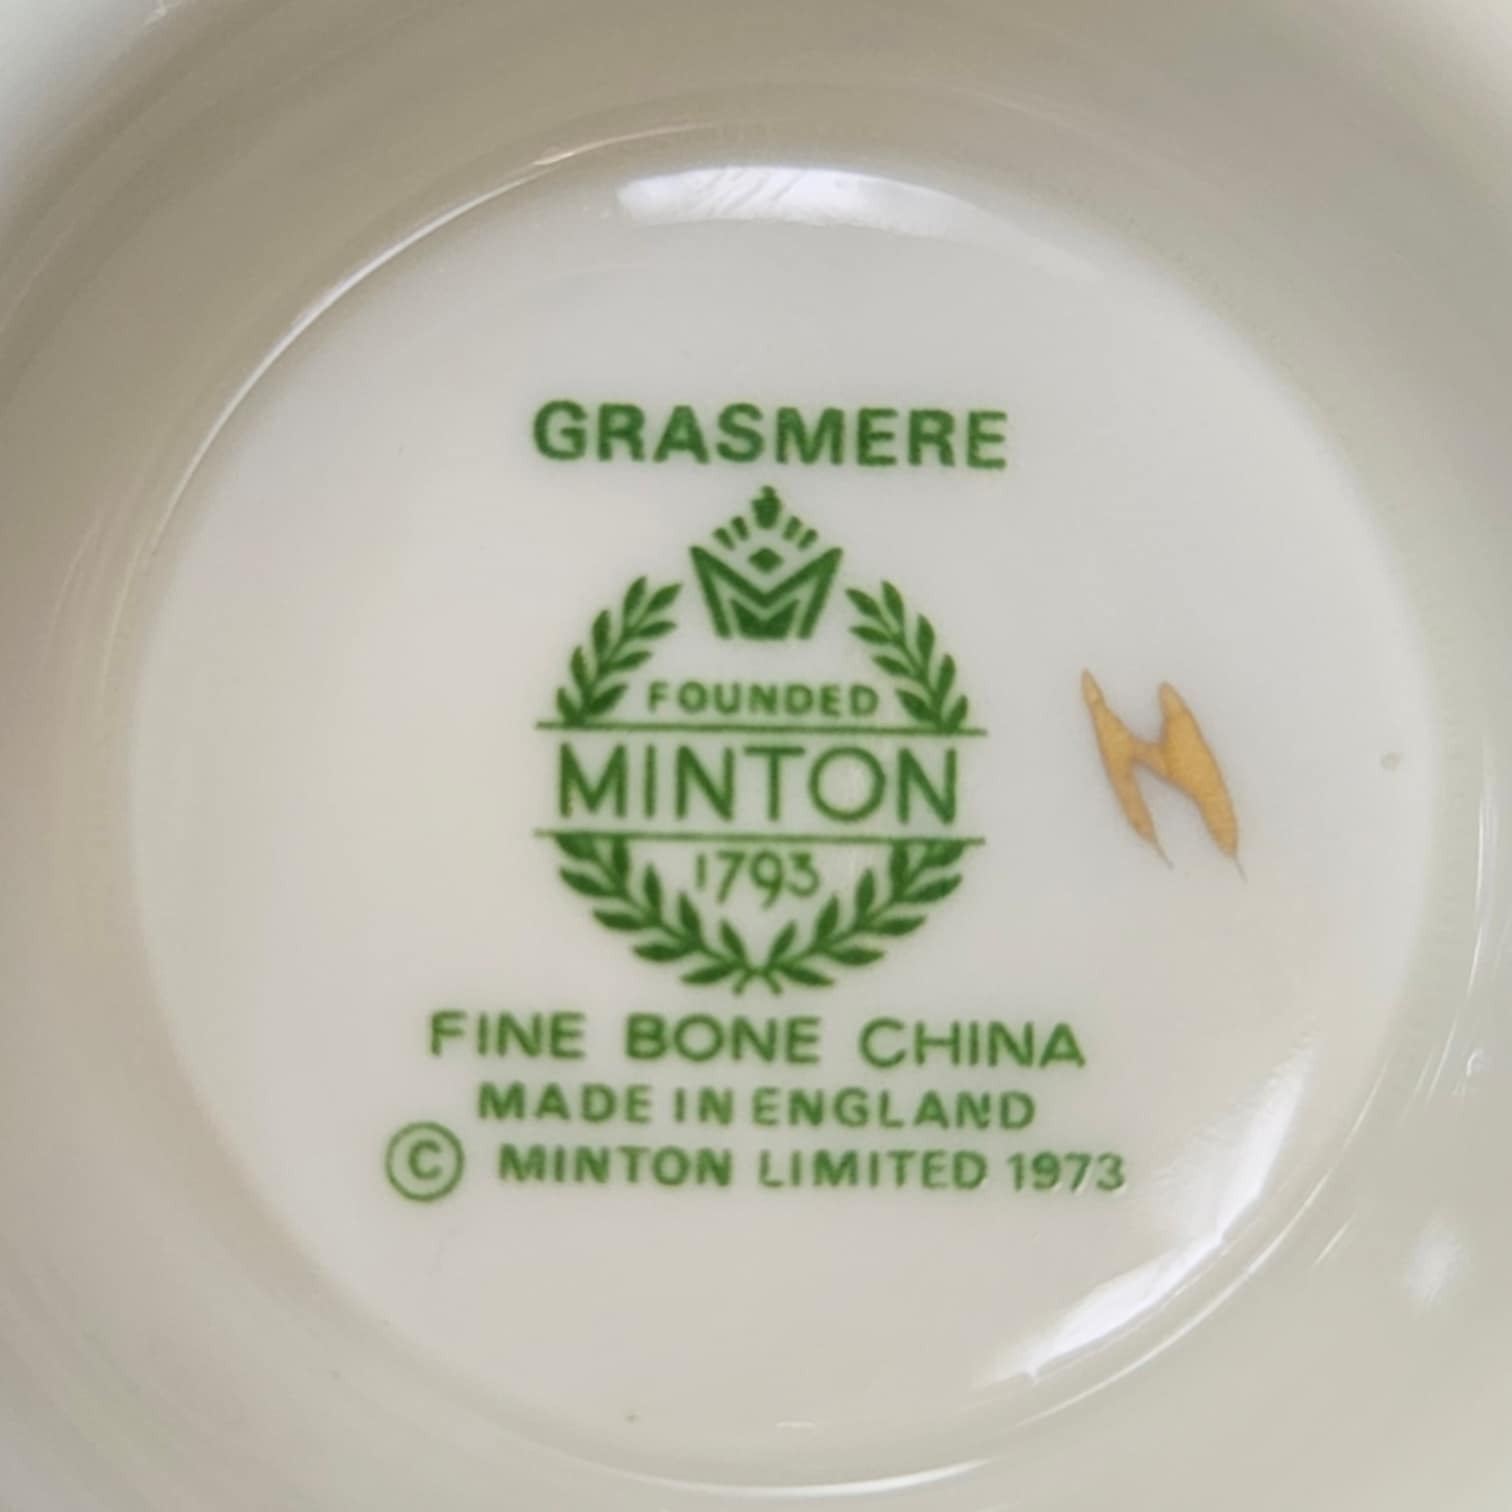 GRASMERE
FOUNDED
MINTON
1793
FINE BONE CHINA
MADE IN ENGLAND
© MINTON LIMITED 1973
H